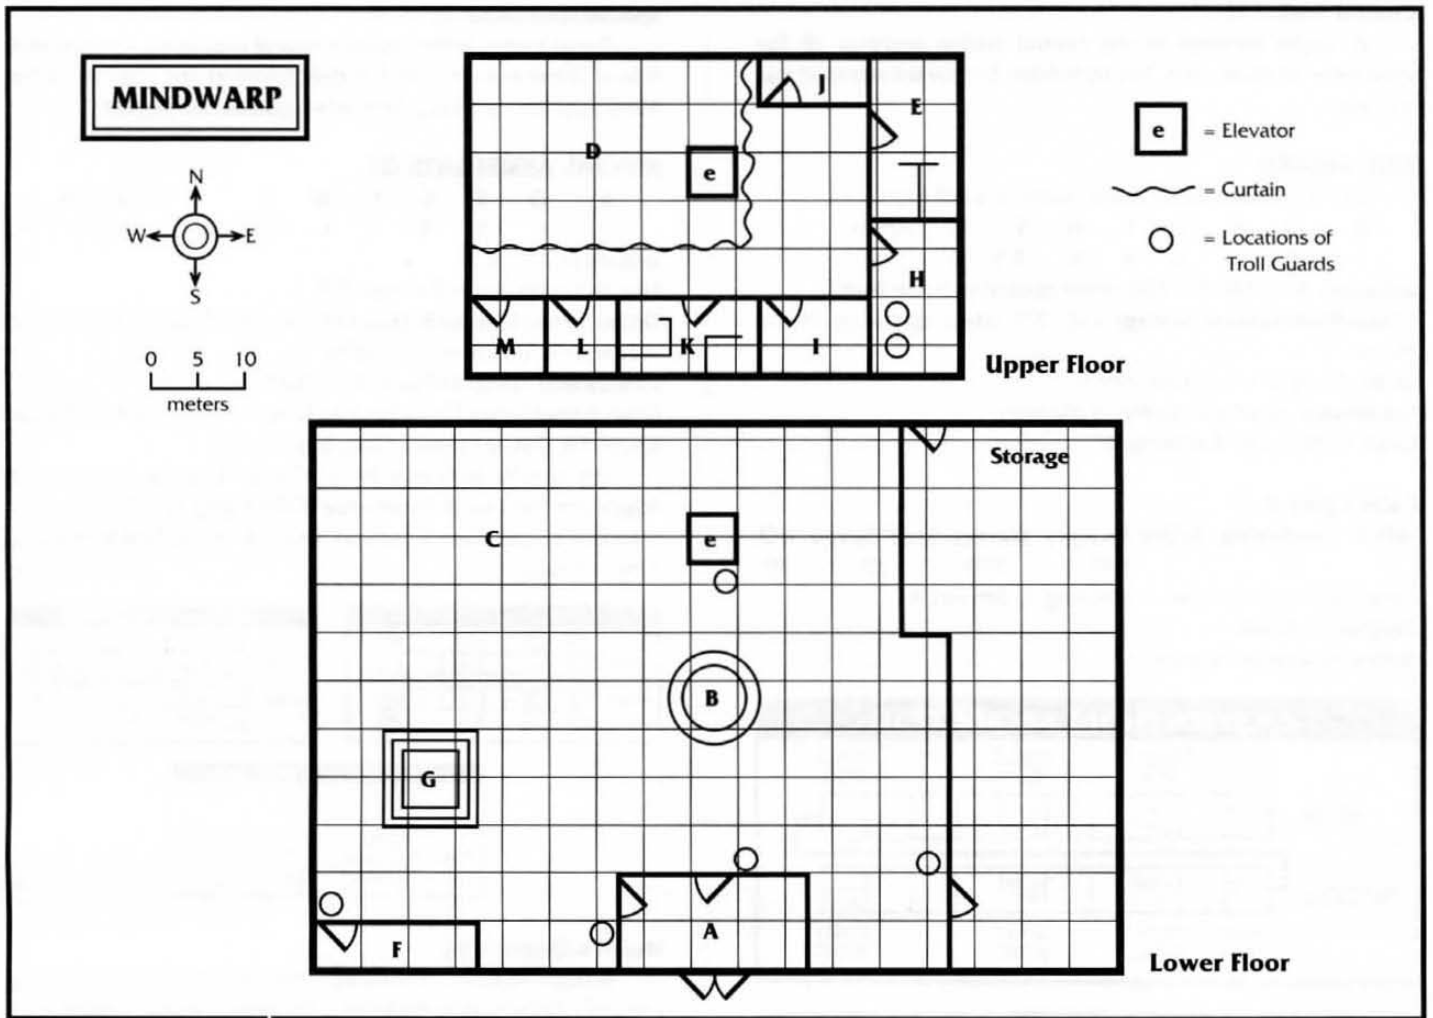 MINDWARP
N
W E
S
0 5 10
meters
J
E
D
e
H
M L K I
Upper Floor
e = Elevator
= Curtain
= Locations of
Troll Guards
Storage
C
e
B
G
A
F
Lower Floor